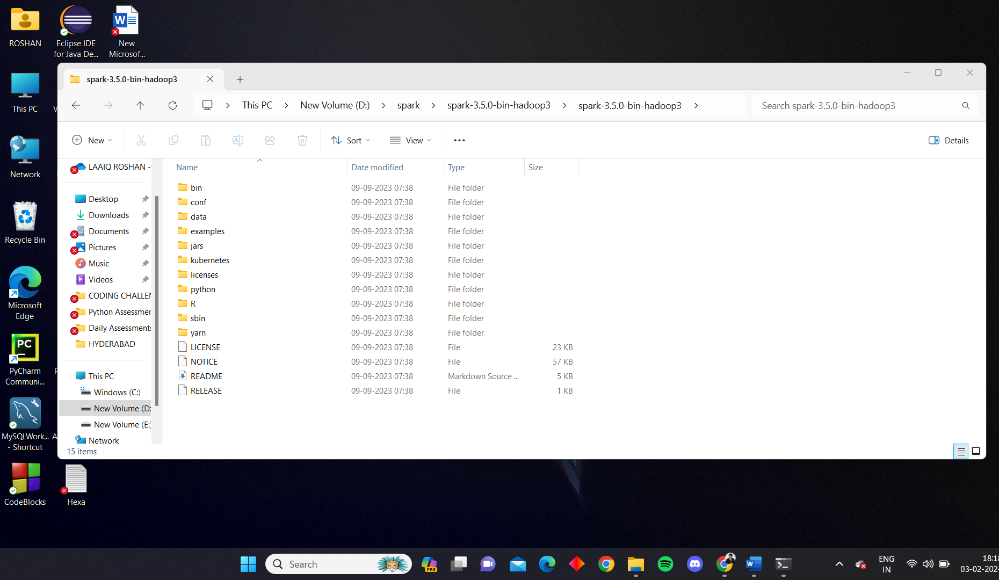 ROSHAN
Eclipse IDE
for Java De...
New
Microsof...
This PC
Network
Recycle Bin
Microsoft
Edge
PC
PyCharm
Communi...
MySQLWork...
- Shortcut
CodeBlocks
Hexa
spark-3.5.0-bin-hadoop3
This PC > New Volume (D:) > spark > spark-3.5.0-bin-hadoop3 > spark-3.5.0-bin-hadoop3 >
Search spark-3.5.0-bin-hadoop3
New
Sort
View
Details
LAAIQ ROSHAN -
Desktop
Downloads
Documents
Pictures
Music
Videos
CODING CHALLEN
Python Assessmen
Daily Assessments
HYDERABAD
This PC
Windows (C:)
New Volume (D:
New Volume (E:)
Network
Name Date modified Type Size
bin 09-09-2023 07:38 File folder
conf 09-09-2023 07:38 File folder
data 09-09-2023 07:38 File folder
examples 09-09-2023 07:38 File folder
jars 09-09-2023 07:38 File folder
kubernetes 09-09-2023 07:38 File folder
licenses 09-09-2023 07:38 File folder
python 09-09-2023 07:38 File folder
R 09-09-2023 07:38 File folder
sbin 09-09-2023 07:38 File folder
yarn 09-09-2023 07:38 File folder
LICENSE 09-09-2023 07:38 File 23 KB
NOTICE 09-09-2023 07:38 File 57 KB
README 09-09-2023 07:38 Markdown Source ... 5 KB
RELEASE 09-09-2023 07:38 File 1 KB
15 items
Search
PRE
ENG
IN
18:18
03-02-2024